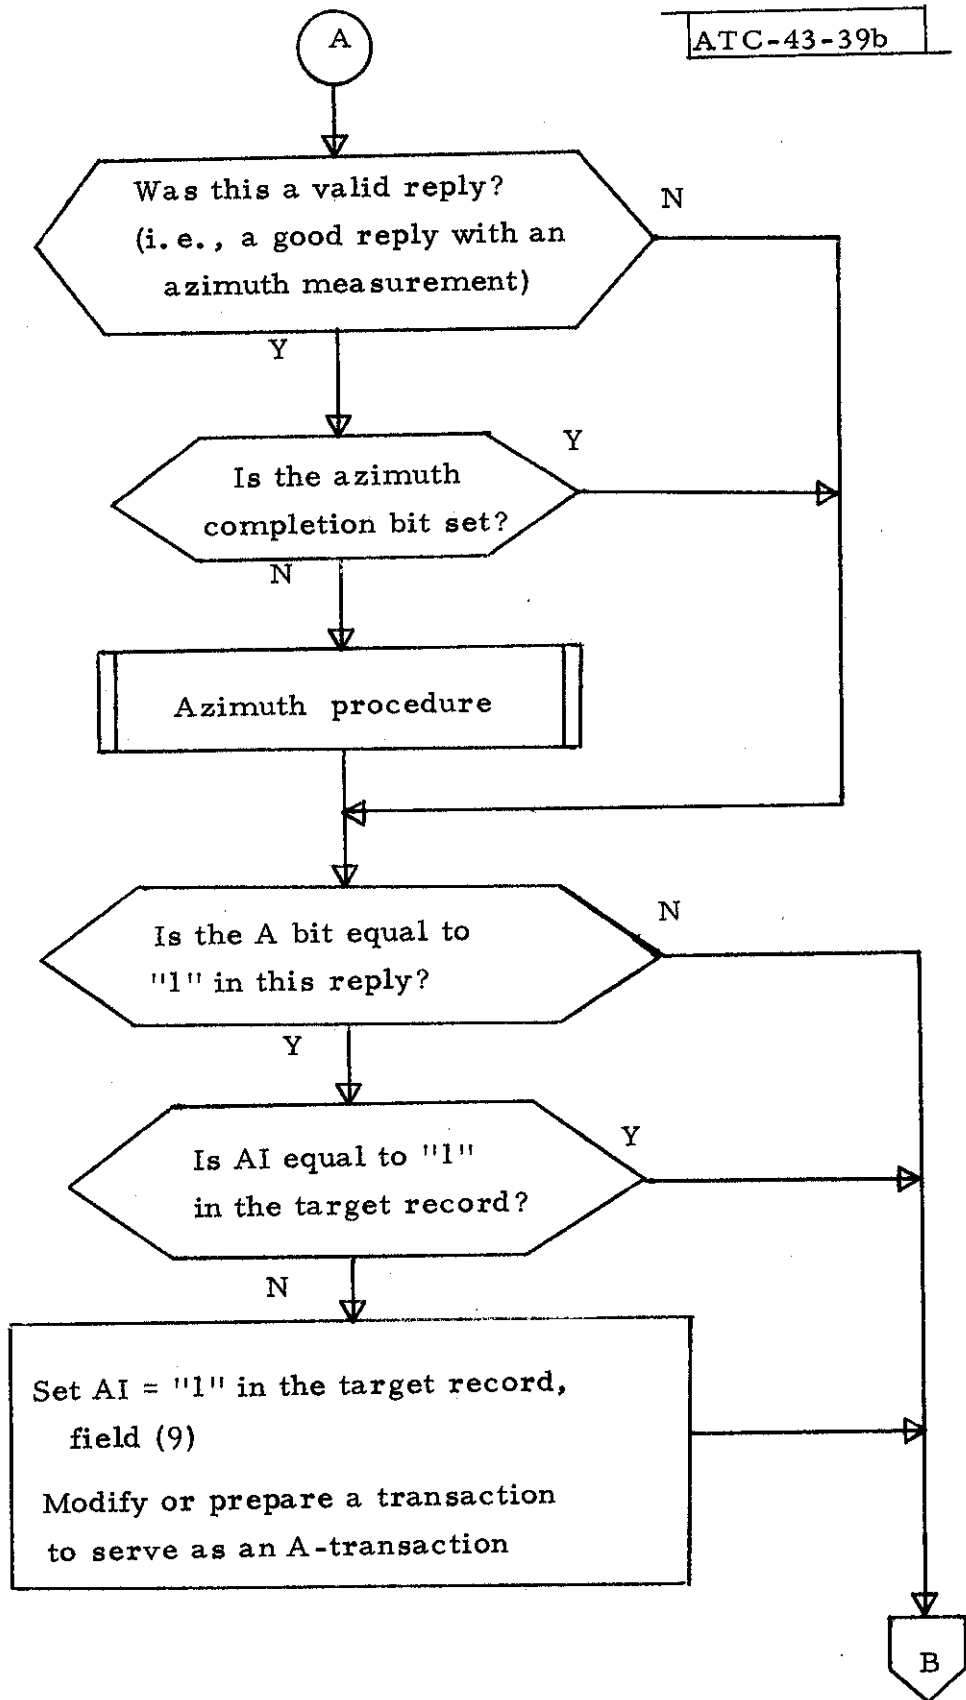 A
ATC-43-39b
Was this a valid reply?
N
(i.e., a good reply with an
azimuth measurement)
Y
Y
Is the azimuth
completion bit set?
N
Azimuth procedure
N
Is the A bit equal to
"1" in this reply?
Y
Y
Is AI equal to "1"
in the target record?
N
Set AI = "1" in the target record,
field (9)
Modify or prepare a transaction
to serve as an A-transaction
B